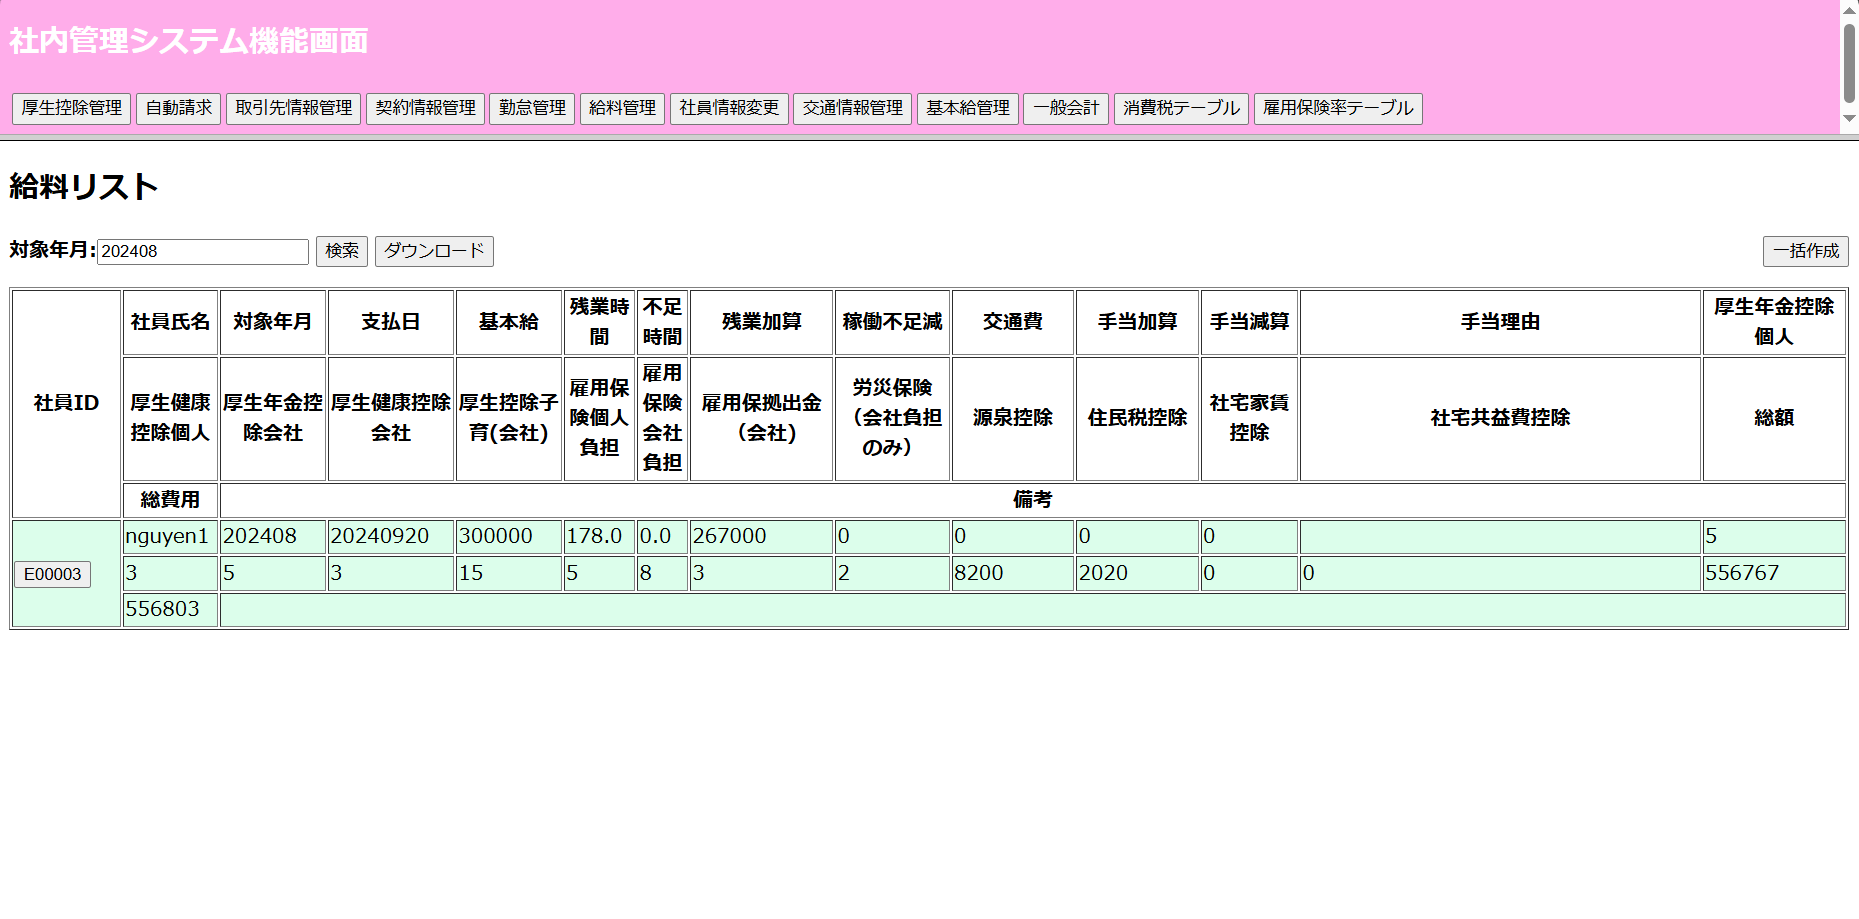 社内管理システム機能画面
厚生控除管理 自動請求 取引先情報管理 契約情報管理 勤怠管理 給料管理 社員情報変更 交通情報管理 基本給管理 一般会計 消費税テーブル 雇用保険率テーブル
給料リスト
対象年月:202408 検索 ダウンロード 一括作成
社員ID 社員氏名 対象年月 支払日 基本給 残業時間 不足時間 残業加算 稼働不足減 交通費 手当加算 手当減算 手当理由 厚生年金控除個人
厚生健康控除個人 厚生年金控除会社 厚生健康控除会社 厚生控除子育(会社) 雇用保険個人負担 雇用保険会社負担 雇用保拠出金（会社) 労災保険（会社負担のみ） 源泉控除 住民税控除 社宅家賃控除 社宅共益費控除 総額
総費用 備考
E00003 nguyen1 202408 20240920 300000 178.0 0.0 267000 0 0 0 0 5
3 5 3 15 5 8 3 2 8200 2020 0 0 556767
556803